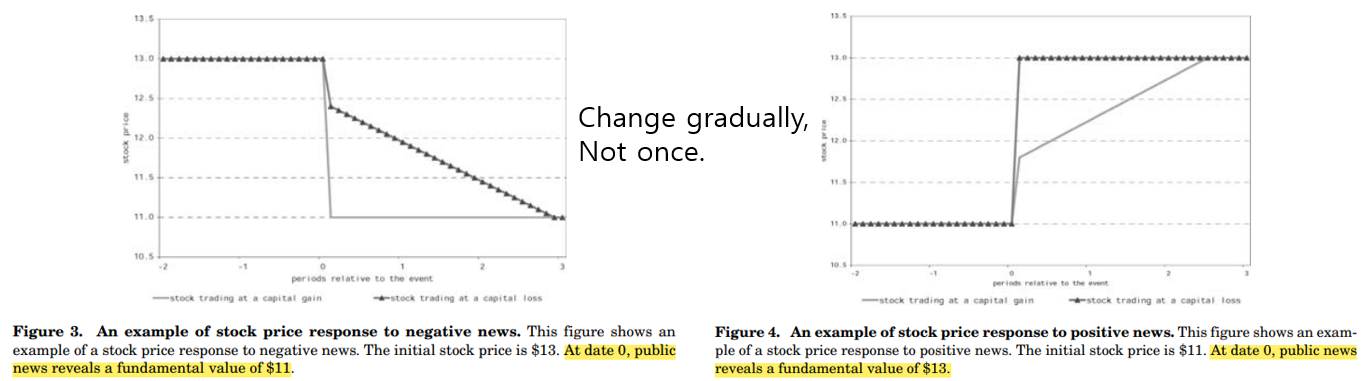 13.5
13.0
12.5
12.0
11.5
11.0
10.5
stock price
-2 -1 0 1 2 3
periods relative to the event
stock trading at a capital gain stock trading at a capital loss
Figure 3. An example of stock price response to negative news. This figure shows an
example of a stock price response to negative news. The initial stock price is $13. At date 0, public
news reveals a fundamental value of $11.
Change gradually,
Not once.
13.5
13.0
12.5
12.0
11.5
11.0
10.5
stock price
-2 -1 0 1 2 3
periods relative to the event
stock trading at a capital gain stock trading at a capital loss
Figure 4. An example of stock price response to positive news. This figure shows an exam-
ple of a stock price response to positive news. The initial stock price is $11. At date 0, public news
reveals a fundamental value of $13.